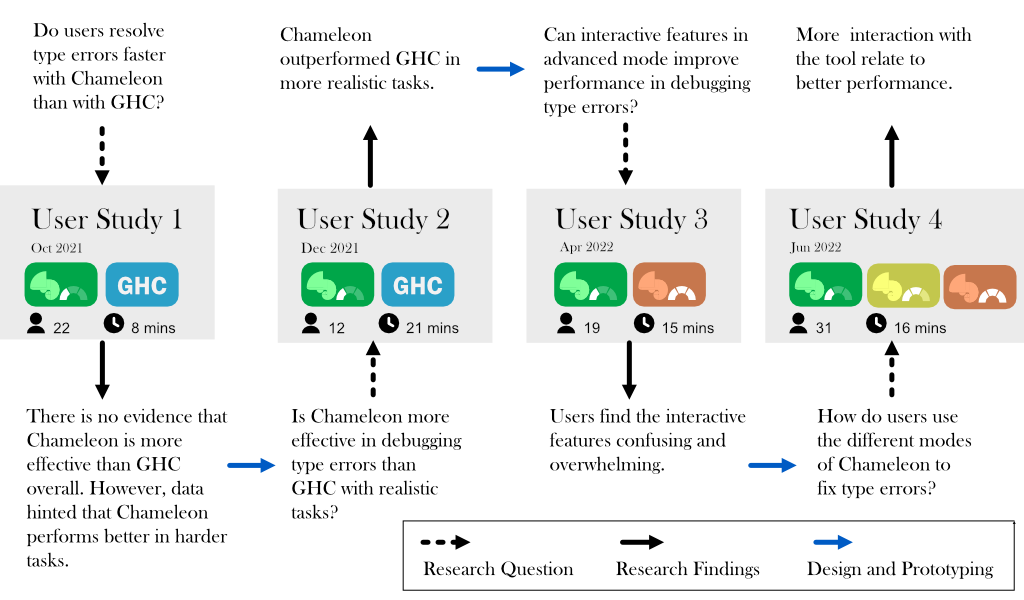 Do users resolve
type errors faster
with Chameleon
than with GHC?
User Study 1
Oct 2021
GHC
22
8 mins
There is no evidence that
Chameleon is more
effective than GHC
overall. However, data
hinted that Chameleon
performs better in harder
tasks.
Chameleon
outperformed GHC in
more realistic tasks.
User Study 2
Dec 2021
GHC
12
21 mins
Is Chameleon more
effective in debugging
type errors than
GHC with realistic
tasks?
Can interactive features in
advanced mode improve
performance in debugging
type errors?
User Study 3
Apr 2022
19
15 mins
Users find the interactive
features confusing and
overwhelming.
More interaction with
the tool relate to
better performance.
User Study 4
Jun 2022
31
16 mins
How do users use
the different modes
of Chameleon to
fix type errors?
Research Question
Research Findings
Design and Prototyping